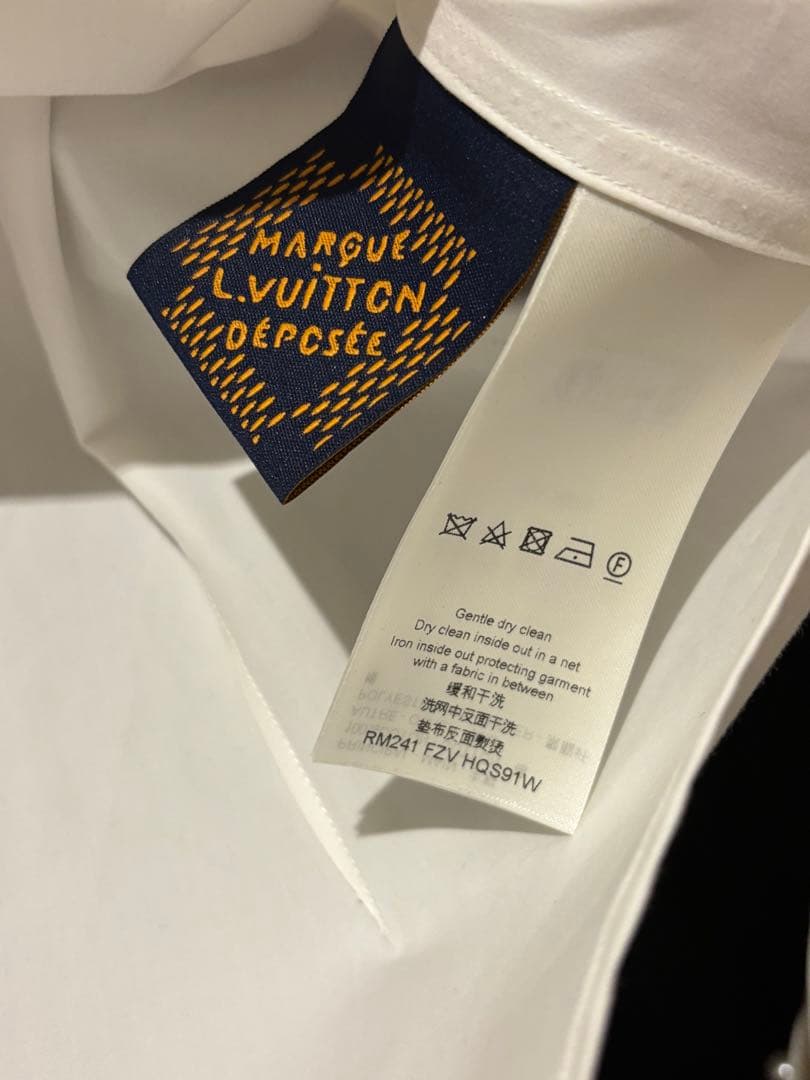 MARQUE
L.VUITTON
DÉPOSÉE
Gentle dry clean
Dry clean inside out in a net
Iron inside out protecting garment
with a fabric in between
缓和干洗
洗网中反面干洗
垫布反面熨烫
RM241 FZV HQS91W
F